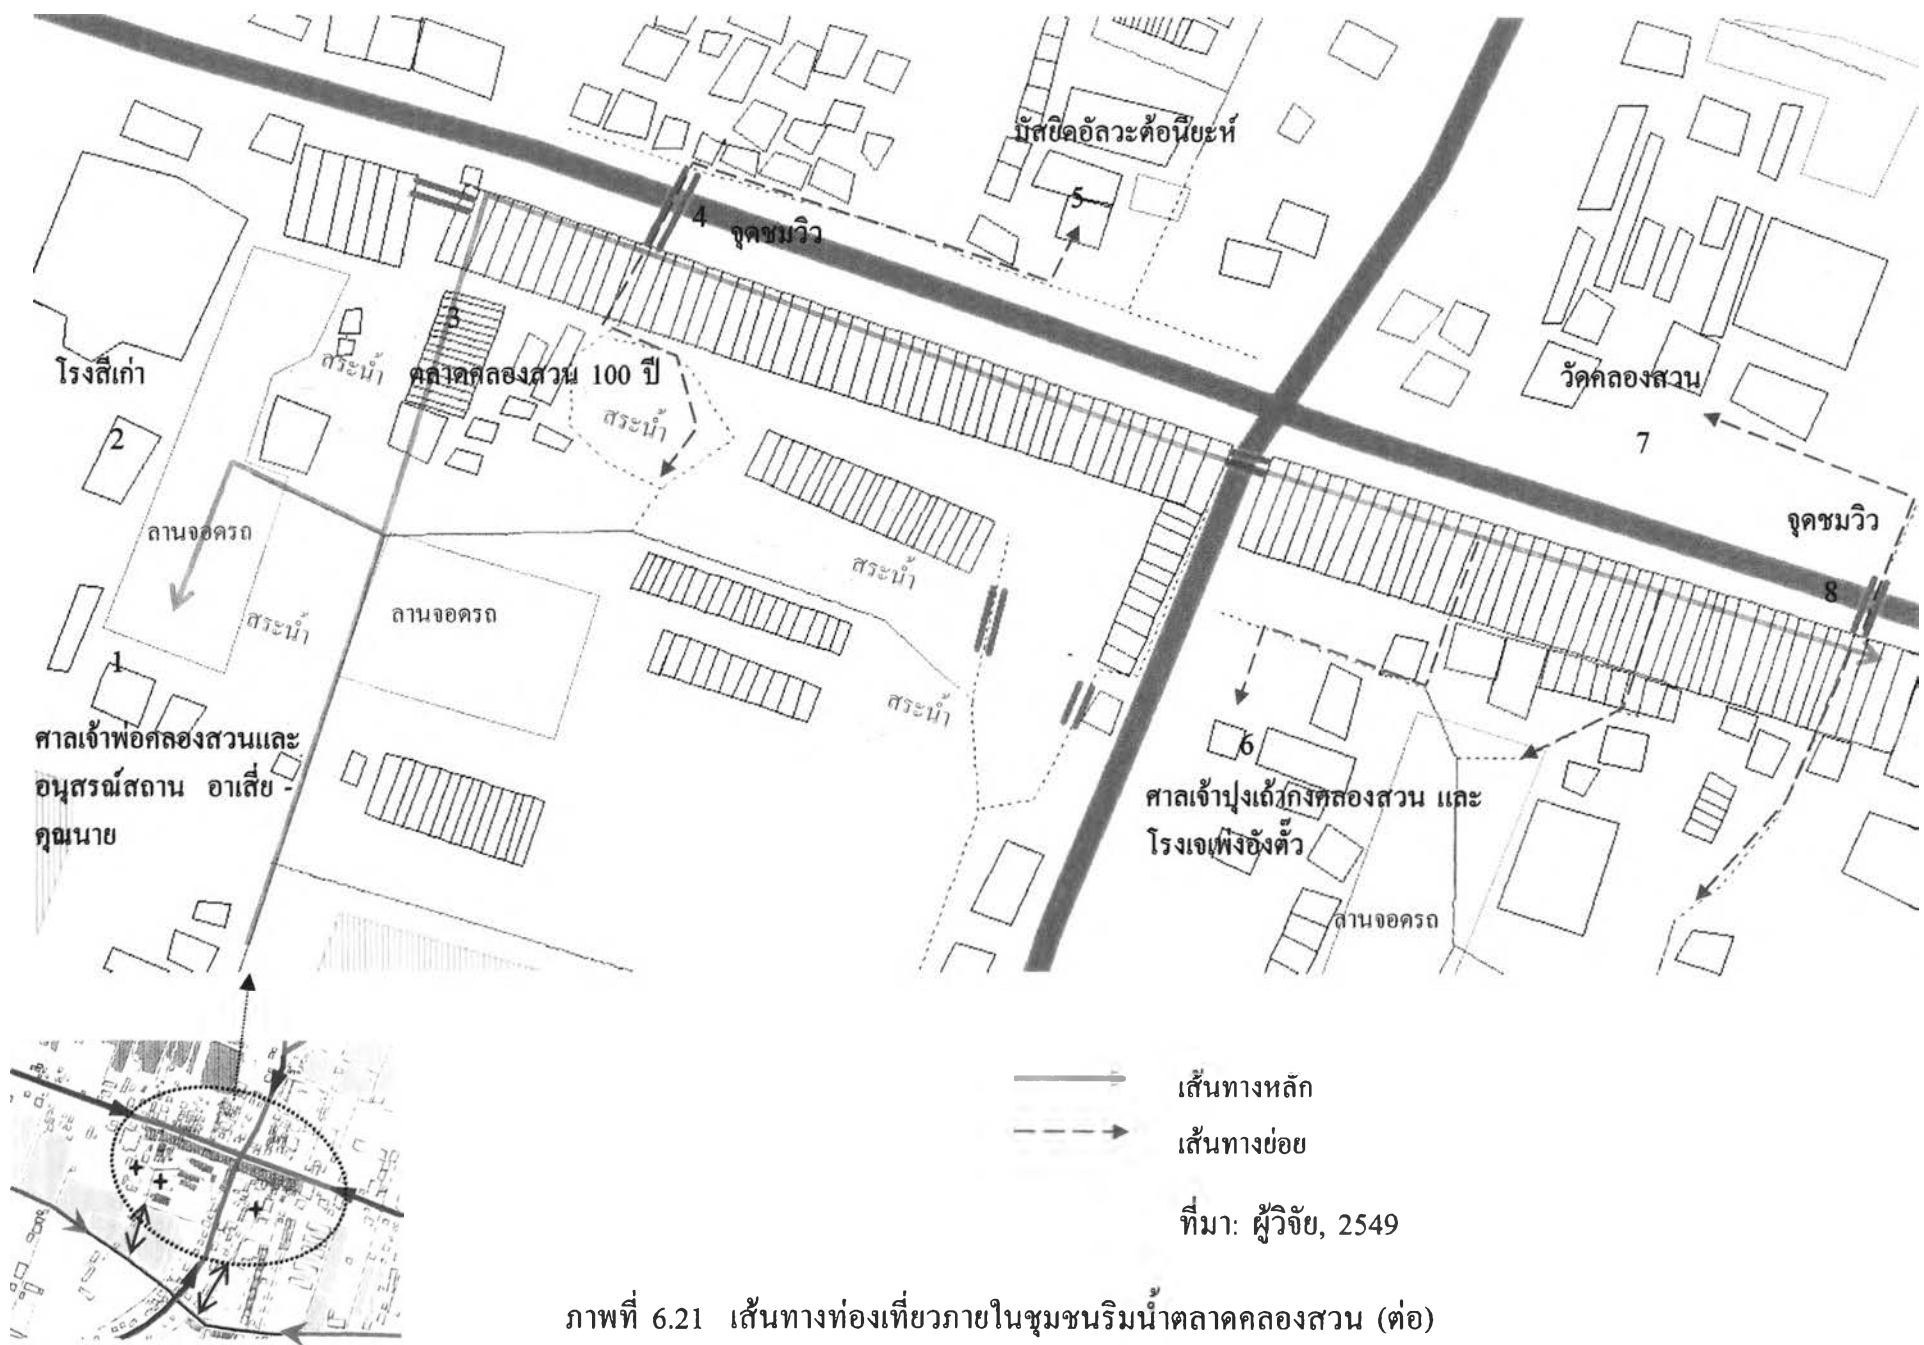 มัสยิดอัลวะต้อนียะห์
5
4
จุดชมวิว
3
โรงสีเก่า
สระน้ำ
ตลาดคลองสวน 100 ปี
วัดคลองสวน
สระน้ำ
2
7
ลานจอดรถ
จุดชมวิว
สระน้ำ
8
ลานจอดรถ
สระน้ำ
1
สระน้ำ
ศาลเจ้าพ่อคลองสวนและ
อนุสรณ์สถาน อาเสี่ย -
คุณนาย
6
ศาลเจ้าปุงเถ้ากงคลองสวน และ
โรงเจเพ่งอังตั๊ว
ลานจอดรถ
เส้นทางหลัก
เส้นทางย่อย
ที่มา: ผู้วิจัย, 2549
ภาพที่ 6.21 เส้นทางท่องเที่ยวภายในชุมชนริมน้ำตลาดคลองสวน (ต่อ)